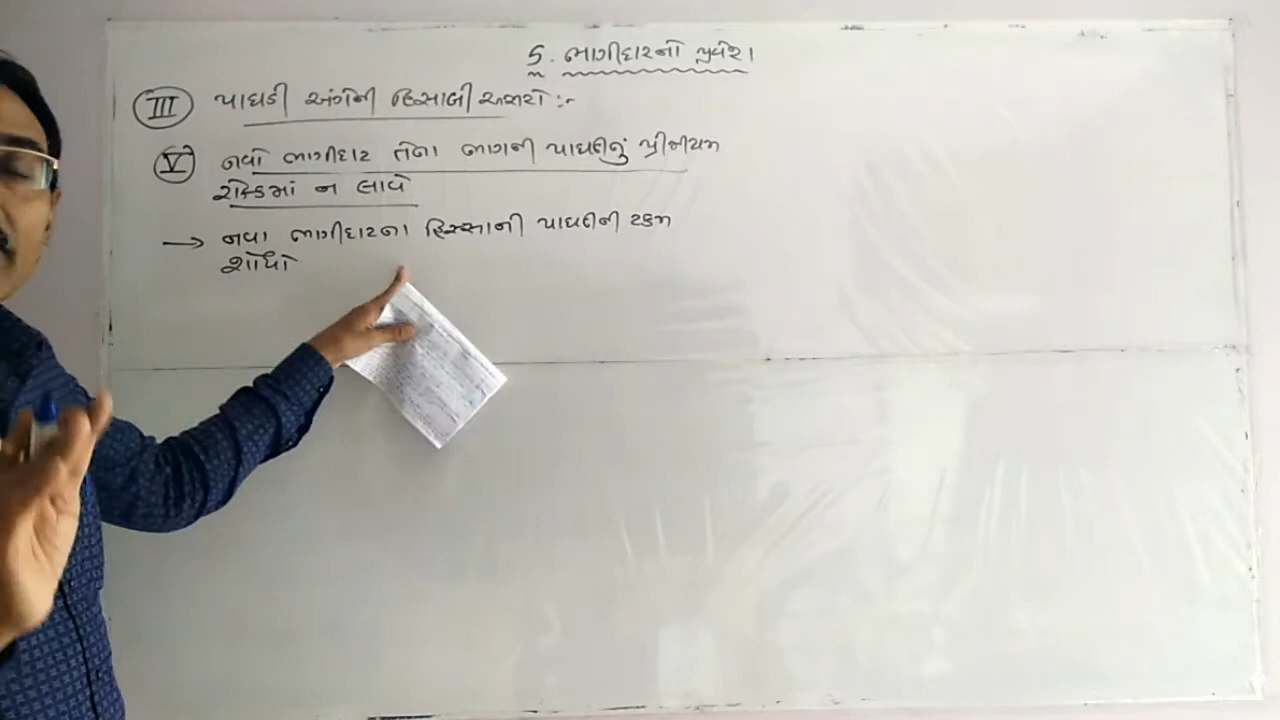 5. ભાગીદારનો પ્રવેશ
III પાઘડી અંગેની હિસાબી અસરો :-
V નવો ભાગીદાર તેના ભાગની પાઘડીનું પ્રીમીયમ
રોકડમાં ન લાવે
→ નવા ભાગીદારના હિસ્સાની પાઘડીની રકમ
શોધો